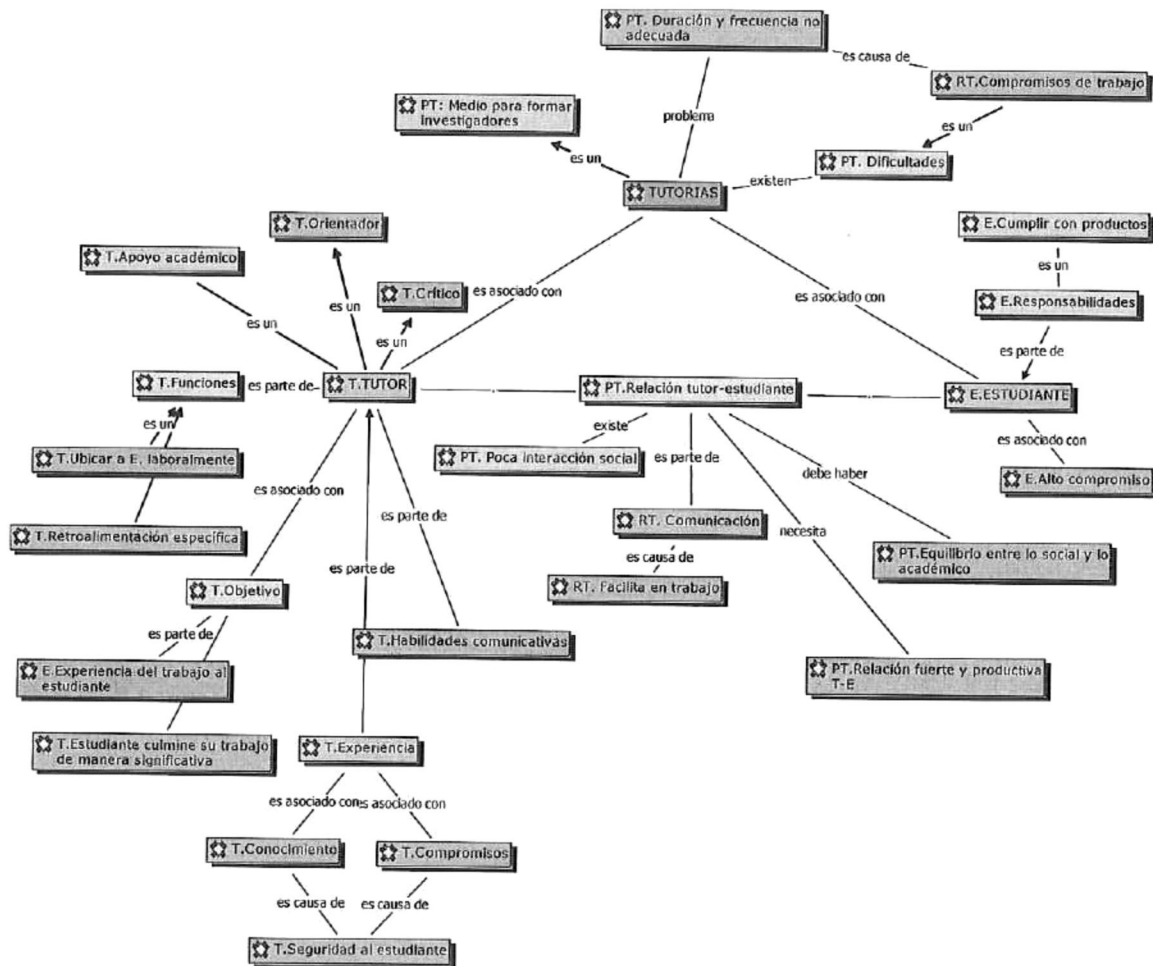 PT. Duración y frecuencia no
adecuada
es causa de
RT.Compromisos de trabajo
PT: Medio para formar
investigadores
problema
es un
es un
PT. Dificultades
existen
TUTORIAS
T.Orientador
E.Cumplir con productos
T.Apoyo académico
es un
T.Crítico
es asociado con
es asociado con
E.Responsabilidades
es un
es un
es un
es parte de
T.Funciones
es parte de
T.TUTOR
PT.Relación tutor-estudiante
E.ESTUDIANTE
es un
existe
T.Ubicar a E. laboralmente
PT. Poca interacción social
es parte de
es asociado con
debe haber
E.Alto compromiso
es asociado con
T.Retroalimentación específica
es parte de
RT. Comunicación
necesita
es causa de
PT.Equilibrio entre lo social y lo
académico
es parte de
T.Objetivo
RT. Facilita en trabajo
es parte de
T.Habilidades comunicativas
E.Experiencia del trabajo al
estudiante
PT.Relación fuerte y productiva
T-E
T.Estudiante culmine su trabajo
de manera significativa
T.Experiencia
es asociado con
es asociado con
T.Conocimiento
T.Compromisos
es causa de
es causa de
T.Seguridad al estudiante